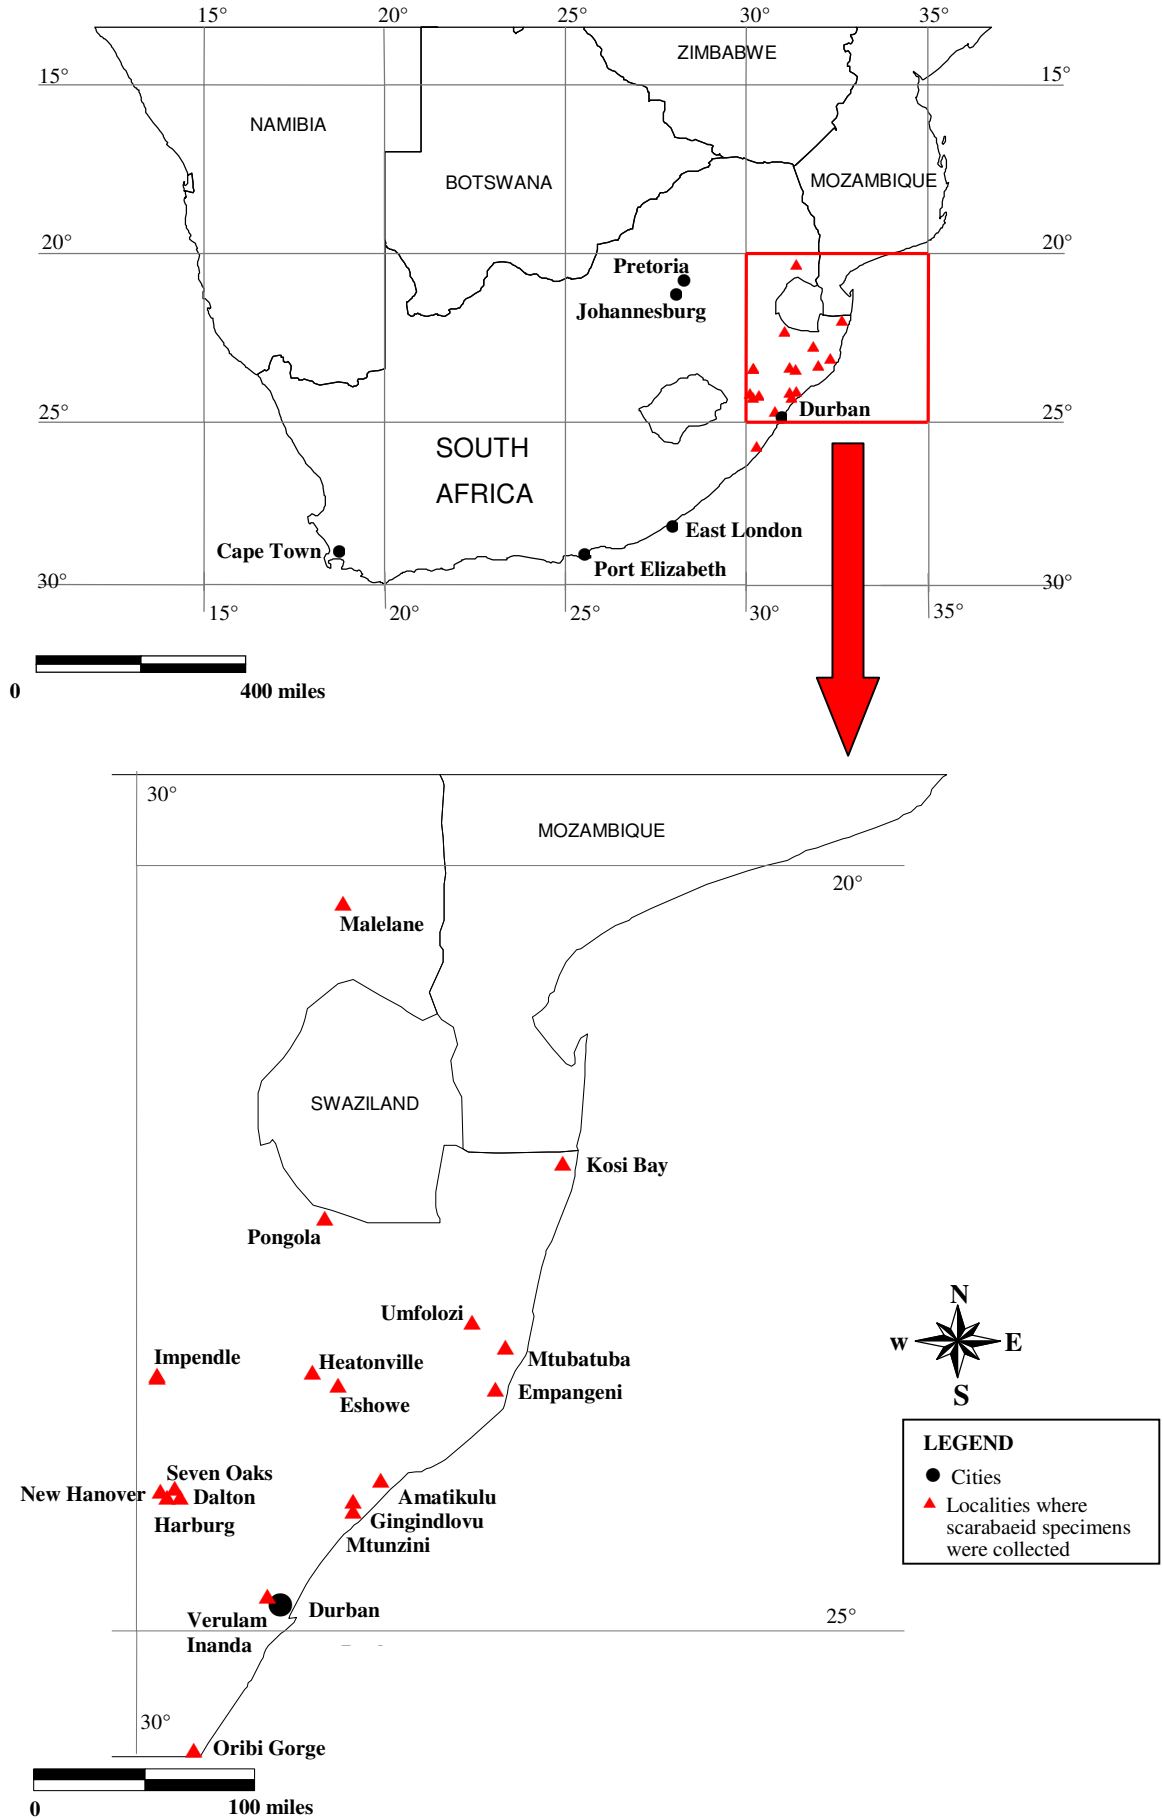 15° 20° 25° 30° 35°
ZIMBABWE
15° 15°
NAMIBIA
BOTSWANA
MOZAMBIQUE
20° 20°
Pretoria
Johannesburg
Durban
25° 25°
SOUTH
AFRICA
East London
Cape Town
Port Elizabeth
30° 30°
15° 20° 25° 30° 35°
0 400 miles
30°
MOZAMBIQUE
20°
Malelane
SWAZILAND
Kosi Bay
Pongola
Umfolozi
N
W E
S
Mtubatuba
Impendle
Heatonville
Empangeni
Eshowe
LEGEND
Cities
Localities where
scarabaeid specimens
were collected
Seven Oaks
New Hanover
Dalton
Harburg
Amatikulu
Gingindlovu
Mtunzini
Durban
Verulam
Inanda
25°
30°
Oribi Gorge
0 100 miles